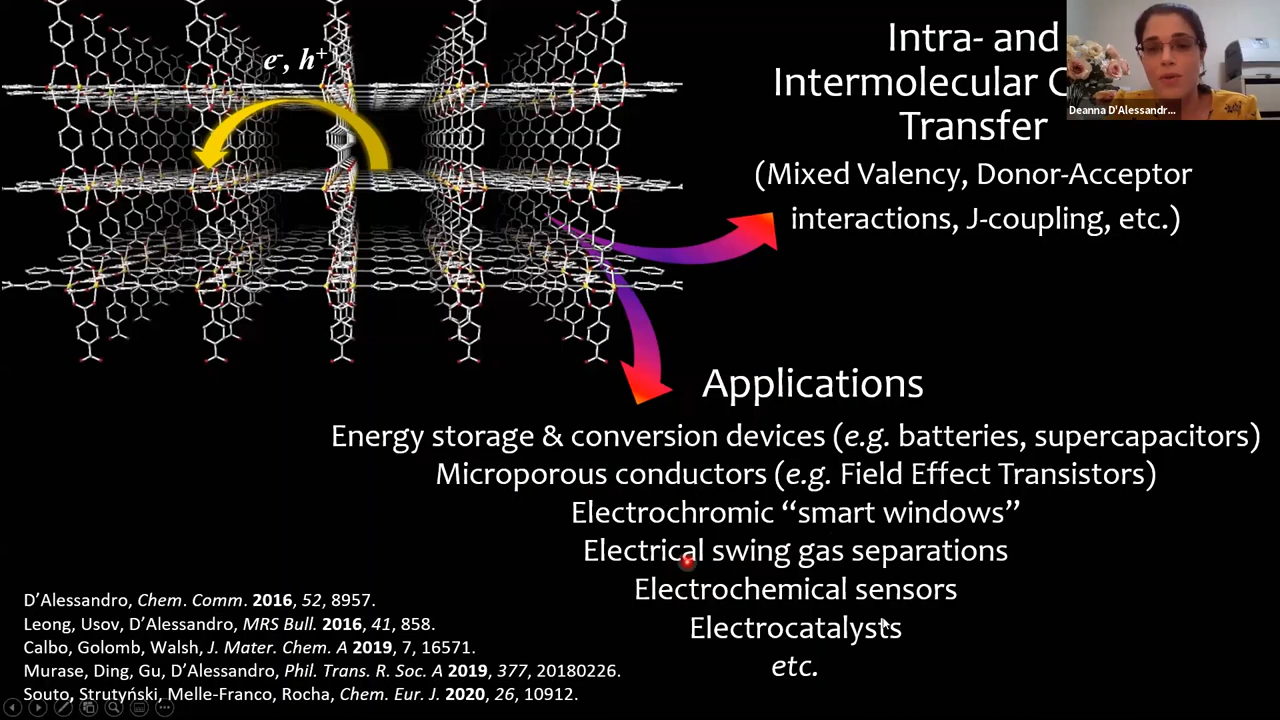 e-, h+
Intra- and
Intermolecular C
Transfer
(Mixed Valency, Donor-Acceptor
interactions, J-coupling, etc.)
Deanna D'Alessandr...
Applications
Energy storage & conversion devices (e.g. batteries, supercapacitors)
Microporous conductors (e.g. Field Effect Transistors)
Electrochromic “smart windows”
Electrical swing gas separations
Electrochemical sensors
Electrocatalysts
etc.
D’Alessandro, Chem. Comm. 2016, 52, 8957.
Leong, Usov, D’Alessandro, MRS Bull. 2016, 41, 858.
Calbo, Golomb, Walsh, J. Mater. Chem. A 2019, 7, 16571.
Murase, Ding, Gu, D’Alessandro, Phil. Trans. R. Soc. A 2019, 377, 20180226.
Souto, Strutyński, Melle-Franco, Rocha, Chem. Eur. J. 2020, 26, 10912.